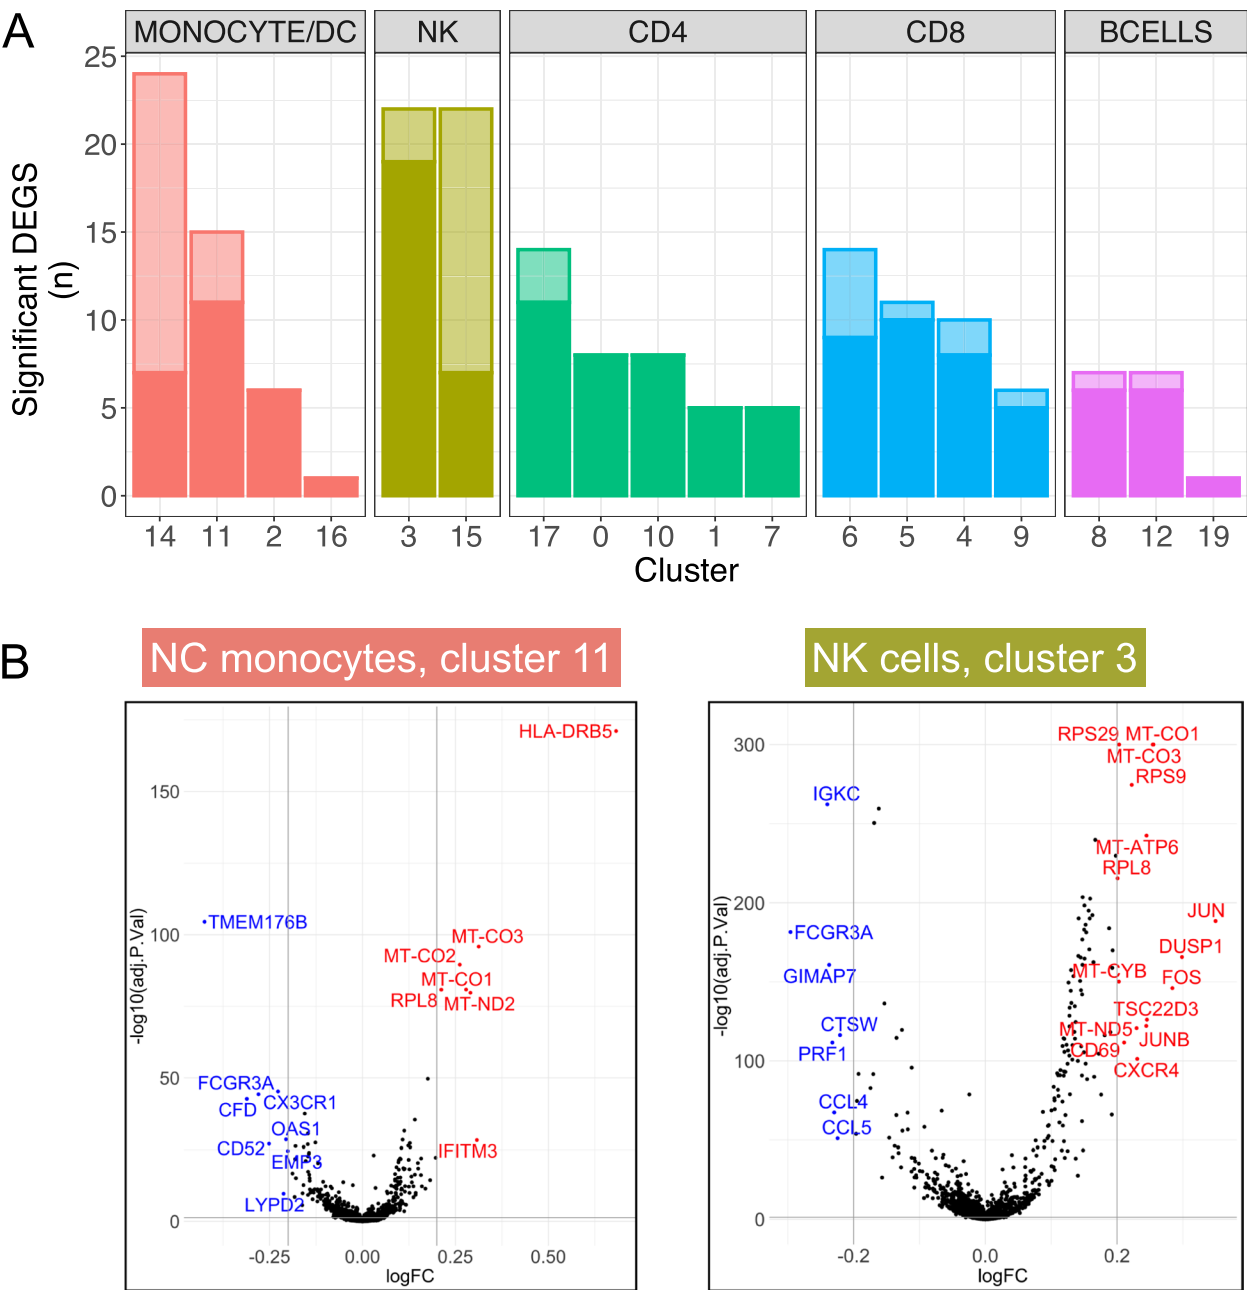 A
MONOCYTE/DC
NK
CD4
CD8
BCELLS
Significant DEGS
(n)
25
20
15
10
5
0
14 11 2 16
3 15
17 0 10 1 7
6 5 4 9
8 12 19
Cluster
B
NC monocytes, cluster 11
-log10(adj.P.Val)
150
100
50
0
HLA-DRB5
TMEM176B
MT-CO3
MT-CO2
MT-CO1
RPL8
MT-ND2
FCGR3A
CFD
CX3CR1
OAS1
CD52
EMP3
IFITM3
LYPD2
-0.25 0.00 0.25 0.50
logFC
NK cells, cluster 3
-log10(adj.P.Val)
300
200
100
0
RPS29 MT-CO1
MT-CO3
RPS9
IGKC
MT-ATP6
RPL8
JUN
FCGR3A
DUSP1
GIMAP7
MT-CYB
FOS
TSC22D3
CTSW
MT-ND5
JUNB
PRF1
CD69
CXCR4
CCL4
CCL5
-0.2 0.0 0.2
logFC